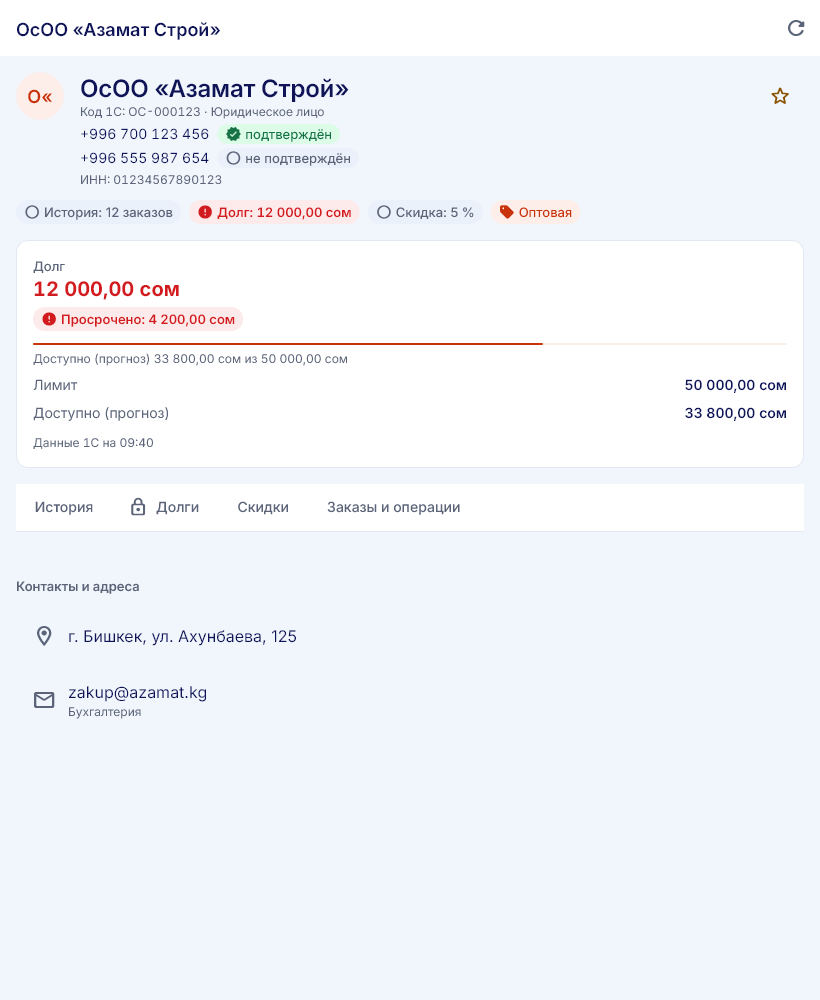 ОсОО «Азамат Строй»
О«
ОсОО «Азамат Строй»
Код 1С: ОС-000123 · Юридическое лицо
+996 700 123 456 подтверждён
+996 555 987 654 не подтверждён
ИНН: 01234567890123
История: 12 заказов Долг: 12 000,00 сом Скидка: 5 % Оптовая
Долг
12 000,00 сом
Просрочено: 4 200,00 сом
Доступно (прогноз) 33 800,00 сом из 50 000,00 сом
Лимит 50 000,00 сом
Доступно (прогноз) 33 800,00 сом
Данные 1С на 09:40
История Долги Скидки Заказы и операции
Контакты и адреса
г. Бишкек, ул. Ахунбаева, 125
zakup@azamat.kg
Бухгалтерия